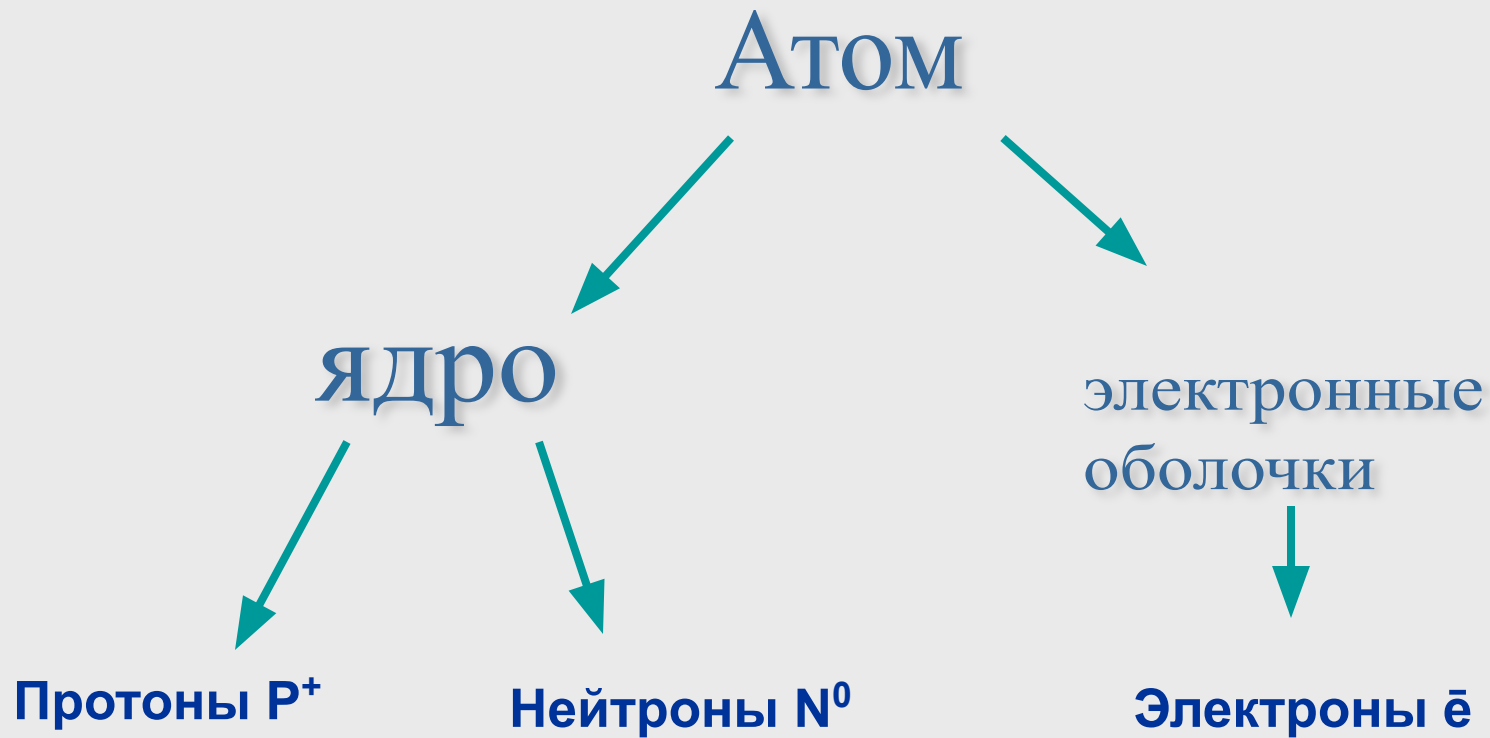 Атом
ядро
электронные
оболочки
Протоны P⁺
Нейтроны N⁰
Электроны ē